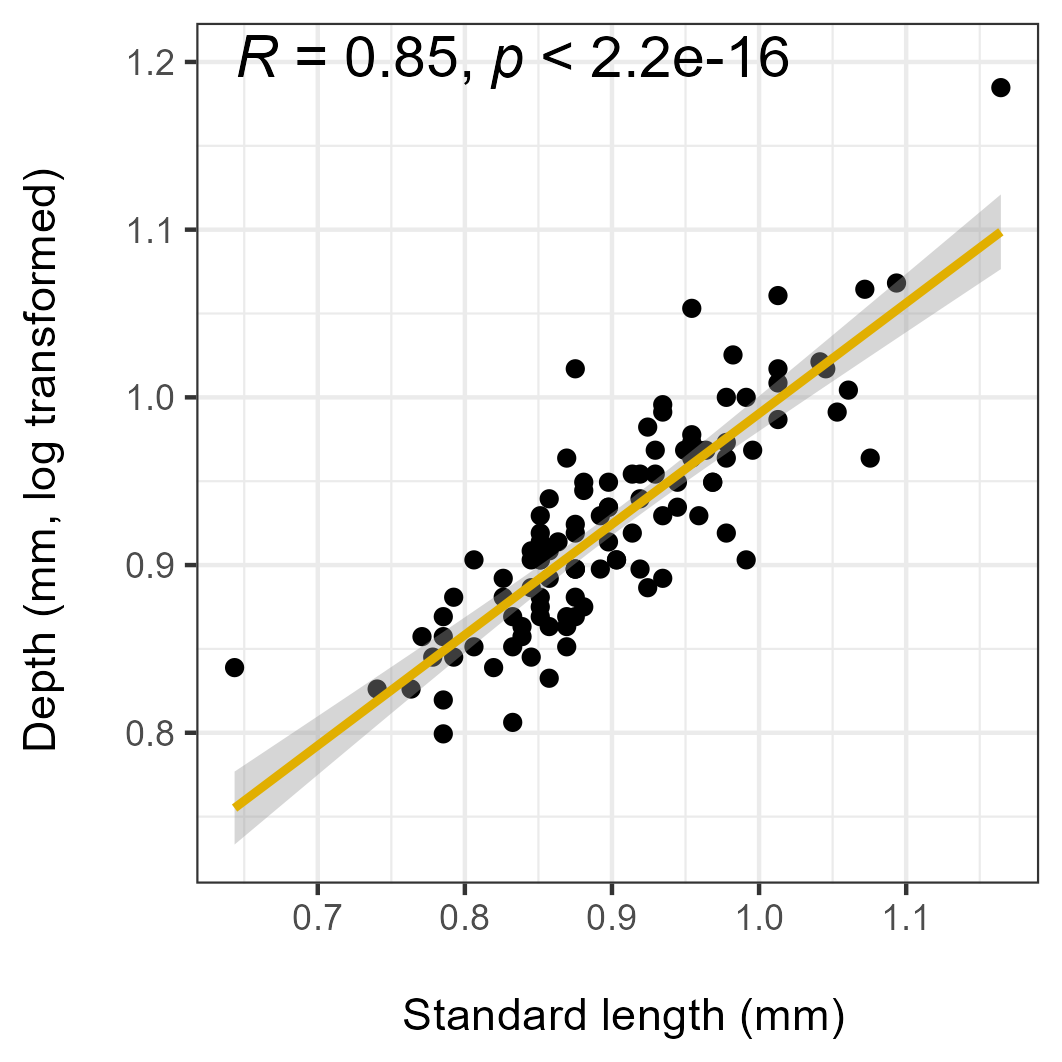 R = 0.85, p < 2.2e-16
Depth (mm, log transformed)
1.2
1.1
1.0
0.9
0.8
0.7 0.8 0.9 1.0 1.1
Standard length (mm)